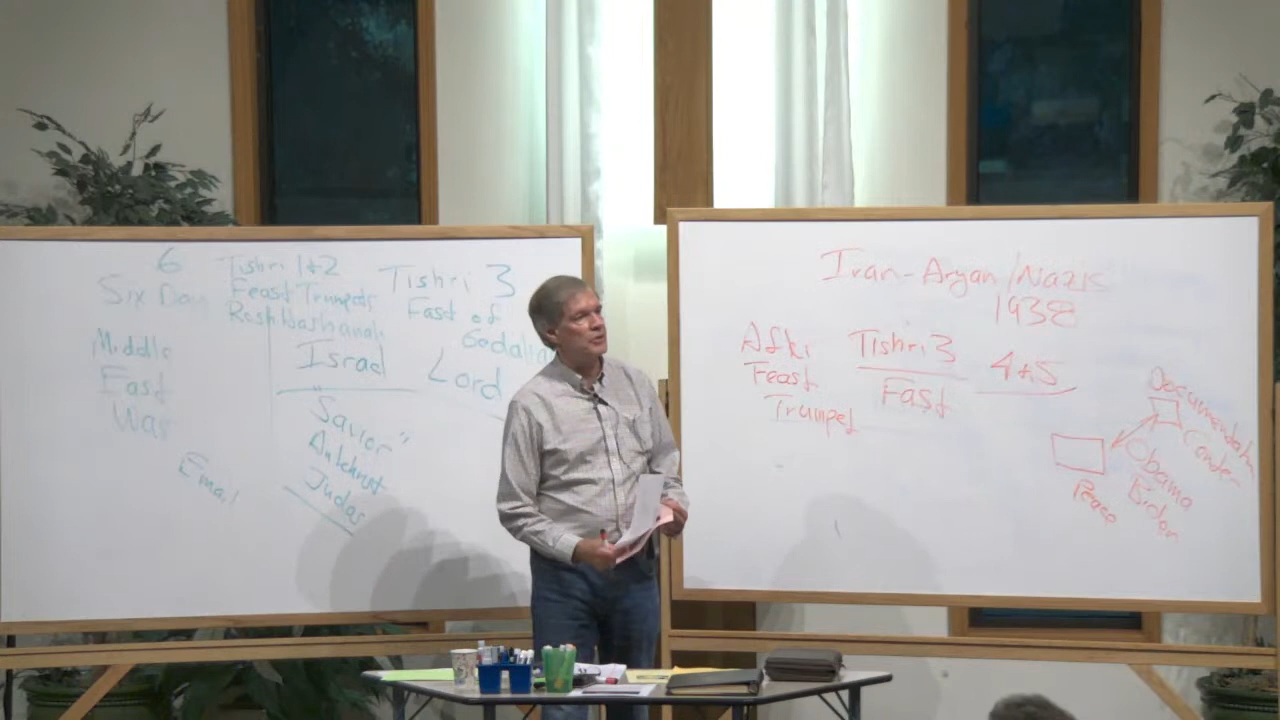 6
Six Day
Middle
East
War
Email
Tishri 1+2
Feast Trumpets
Rosh Hashanah
Israel
"Savior"
Antichrist
Judas
Tishri 3
Fast of
Gedaliah
Lord
Iran-Aryan/Nazis
1938
Feast
Trumpet
Tishri 3
Fast
4+5
Peace
Obama
Biden